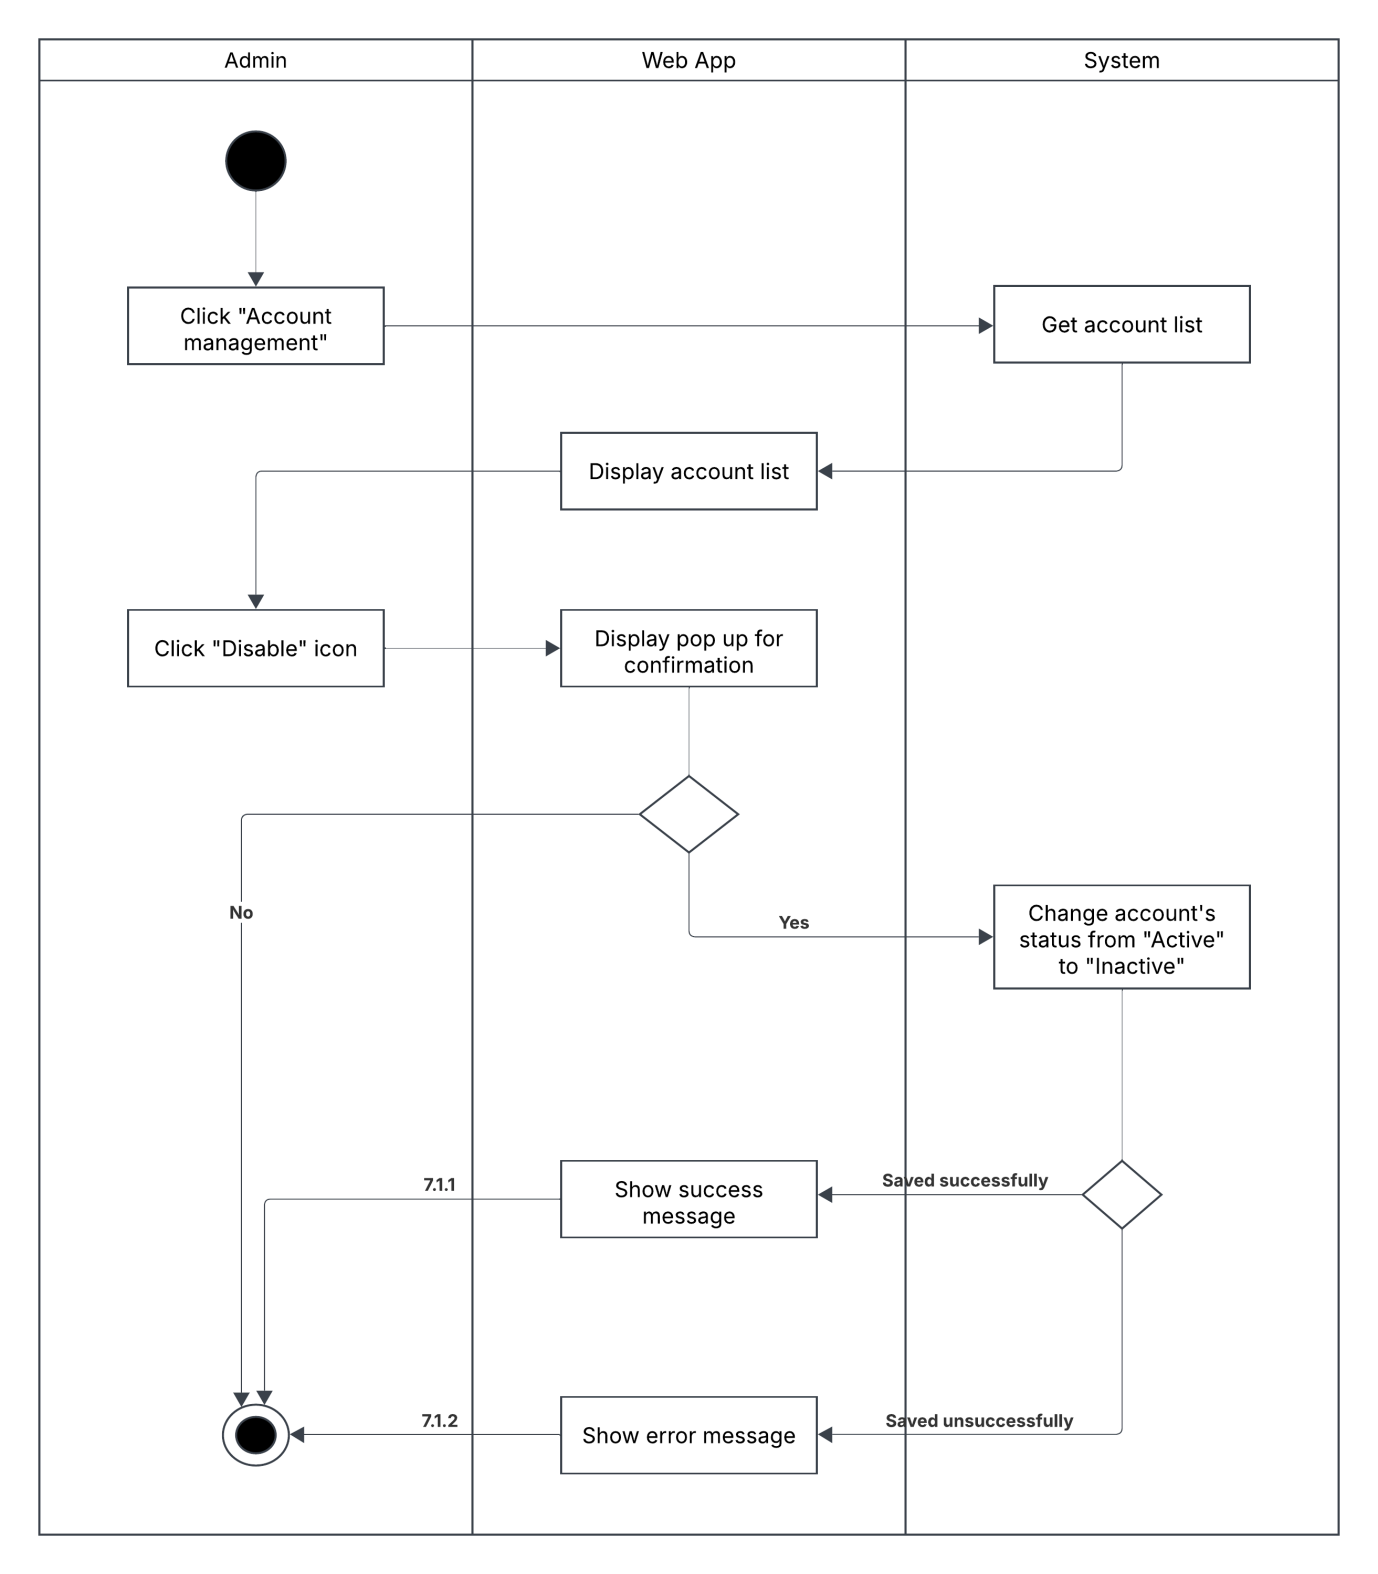 Admin
Web App
System
Click "Account
management"
Get account list
Display account list
Click "Disable" icon
Display pop up for
confirmation
No
Yes
Change account's
status from "Active"
to "Inactive"
Saved successfully
Show success
message
7.1.1
Saved unsuccessfully
Show error message
7.1.2